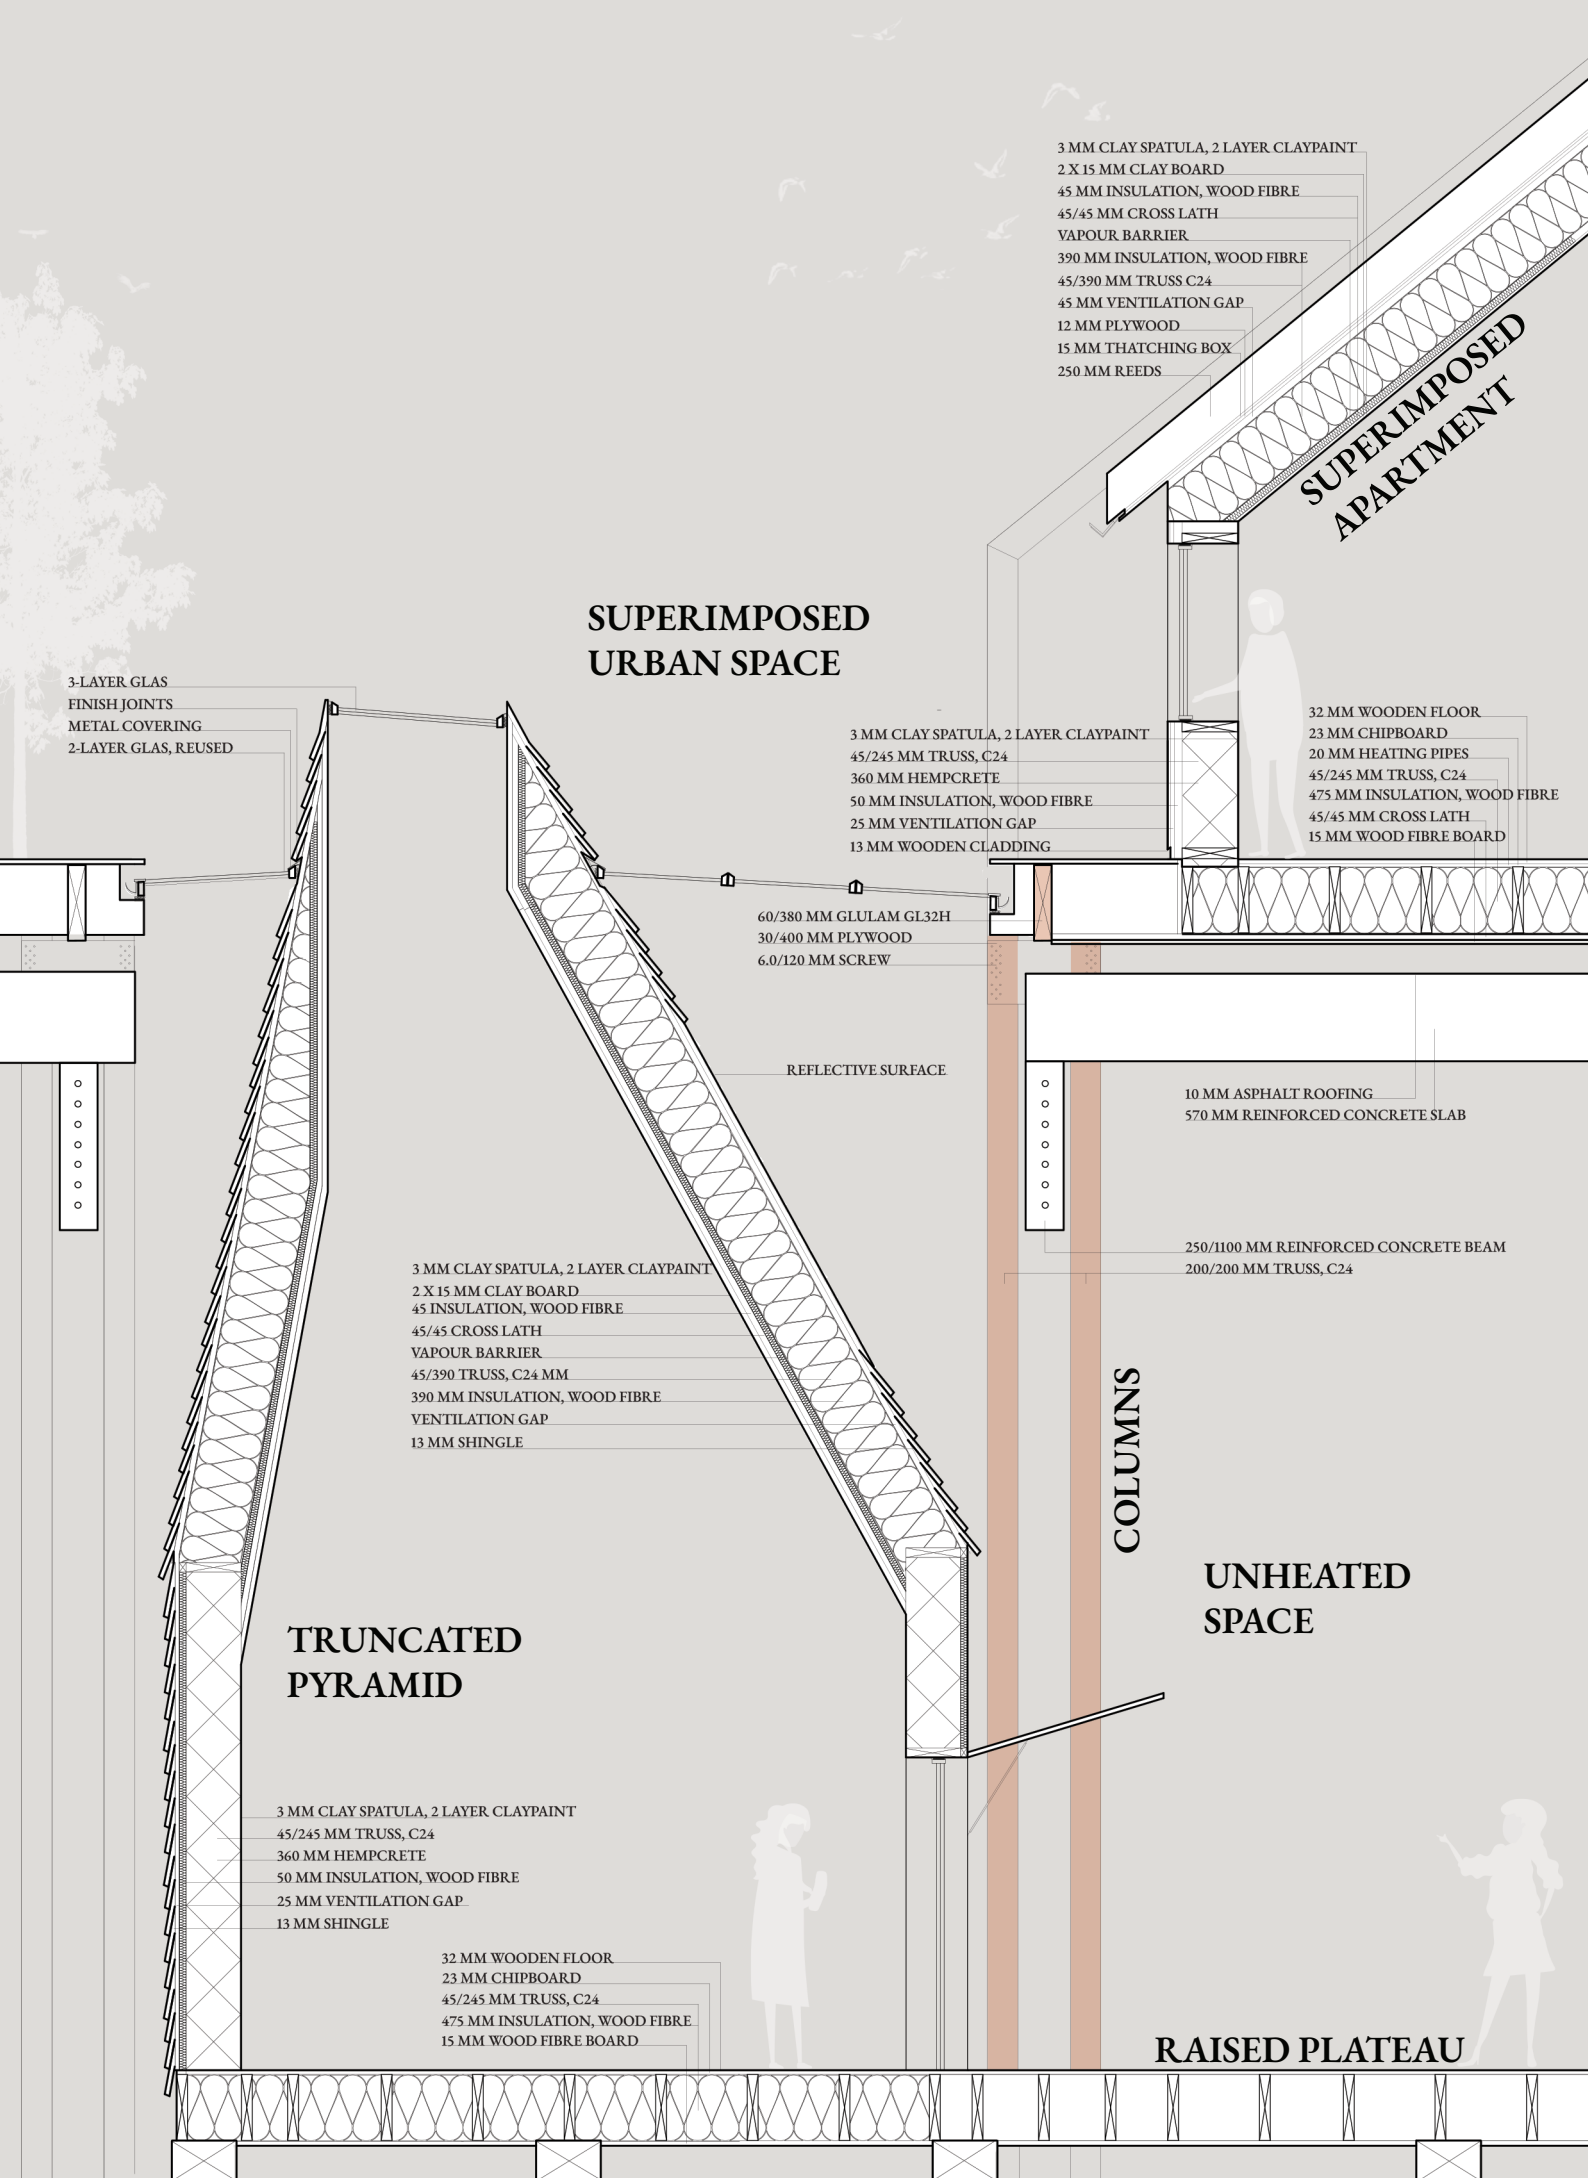 3 MM CLAY SPATULA, 2 LAYER CLAYPAINT
2 X 15 MM CLAY BOARD
45 MM INSULATION, WOOD FIBRE
45/45 MM CROSS LATH
VAPOUR BARRIER
390 MM INSULATION, WOOD FIBRE
45/390 MM TRUSS C24
45 MM VENTILATION GAP
12 MM PLYWOOD
15 MM THATCHING BOX
250 MM REEDS
SUPERIMPOSED
APARTMENT
SUPERIMPOSED
URBAN SPACE
3-LAYER GLAS
FINISH JOINTS
METAL COVERING
2-LAYER GLAS, REUSED
3 MM CLAY SPATULA, 2 LAYER CLAYPAINT
45/245 MM TRUSS, C24
360 MM HEMPCRETE
50 MM INSULATION, WOOD FIBRE
25 MM VENTILATION GAP
13 MM WOODEN CLADDING
32 MM WOODEN FLOOR
23 MM CHIPBOARD
20 MM HEATING PIPES
45/245 MM TRUSS, C24
475 MM INSULATION, WOOD FIBRE
45/45 MM CROSS LATH
15 MM WOOD FIBRE BOARD
60/380 MM GLULAM GL32H
30/400 MM PLYWOOD
6.0/120 MM SCREW
REFLECTIVE SURFACE
10 MM ASPHALT ROOFING
570 MM REINFORCED CONCRETE SLAB
250/1100 MM REINFORCED CONCRETE BEAM
200/200 MM TRUSS, C24
3 MM CLAY SPATULA, 2 LAYER CLAYPAINT
2 X 15 MM CLAY BOARD
45 INSULATION, WOOD FIBRE
45/45 CROSS LATH
VAPOUR BARRIER
45/390 TRUSS, C24 MM
390 MM INSULATION, WOOD FIBRE
VENTILATION GAP
13 MM SHINGLE
COLUMNS
UNHEATED
SPACE
TRUNCATED
PYRAMID
3 MM CLAY SPATULA, 2 LAYER CLAYPAINT
45/245 MM TRUSS, C24
360 MM HEMPCRETE
50 MM INSULATION, WOOD FIBRE
25 MM VENTILATION GAP
13 MM SHINGLE
32 MM WOODEN FLOOR
23 MM CHIPBOARD
45/245 MM TRUSS, C24
475 MM INSULATION, WOOD FIBRE
15 MM WOOD FIBRE BOARD
RAISED PLATEAU